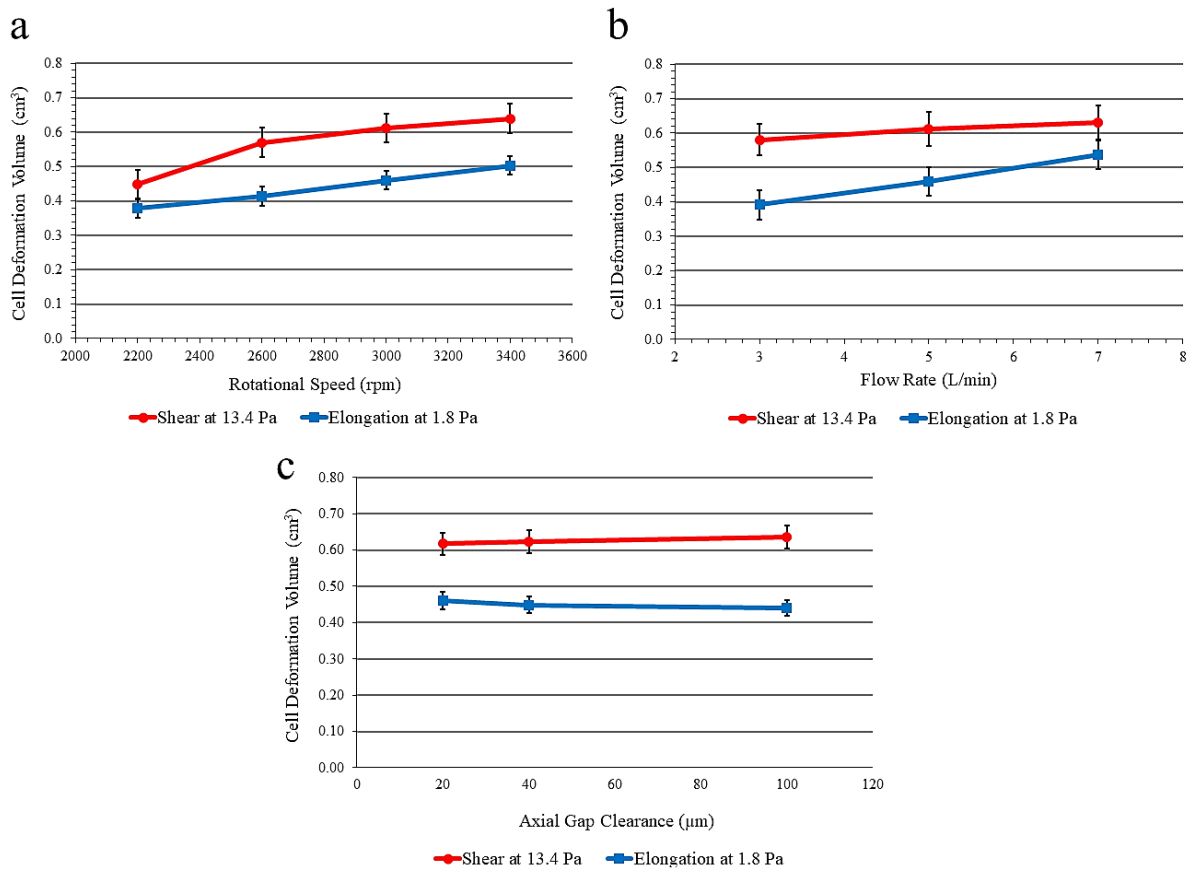 a
Cell Deformation Volume (cm³)
0.8
0.7
0.6
0.5
0.4
0.3
0.2
0.1
0.0
2000 2200 2400 2600 2800 3000 3200 3400 3600
Rotational Speed (rpm)
Shear at 13.4 Pa Elongation at 1.8 Pa
b
Cell Deformation Volume (cm³)
0.8
0.7
0.6
0.5
0.4
0.3
0.2
0.1
0.0
2 3 4 5 6 7 8
Flow Rate (L/min)
Shear at 13.4 Pa Elongation at 1.8 Pa
c
Cell Deformation Volume (cm³)
0.80
0.70
0.60
0.50
0.40
0.30
0.20
0.10
0.00
0 20 40 60 80 100 120
Axial Gap Clearance (μm)
Shear at 13.4 Pa Elongation at 1.8 Pa